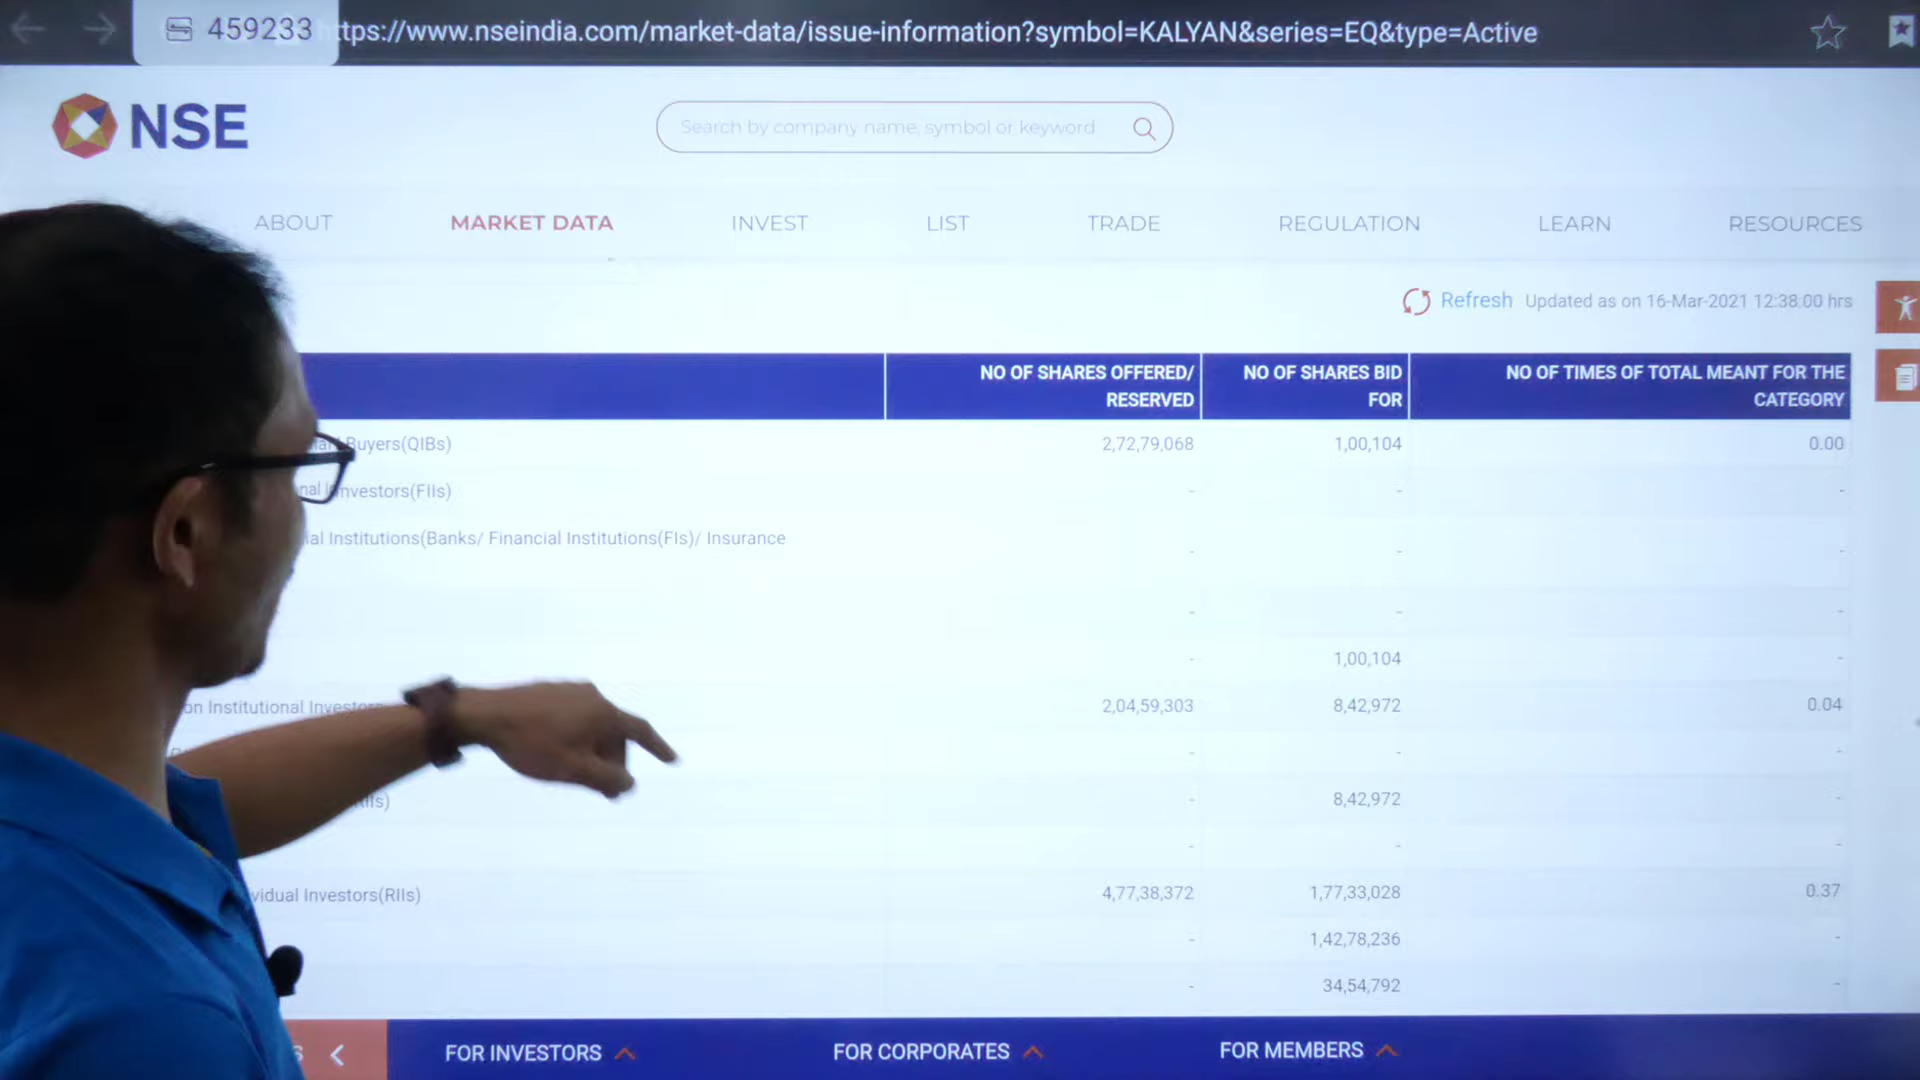 459233 ttps://www.nseindia.com/market-data/issue-information?symbol=KALYAN&series=EQ&type=Active
NSE
Search by company name, symbol or keyword
ABOUT MARKET DATA INVEST LIST TRADE REGULATION LEARN RESOURCES
Refresh Updated as on 16-Mar-2021 12:38:00 hrs
NO OF SHARES OFFERED/ NO OF SHARES BID NO OF TIMES OF TOTAL MEANT FOR THE
RESERVED FOR CATEGORY
Buyers(QIBs) 2,72,79,068 1,00,104 0.00
nal Investors(FIIs) - - -
ial Institutions(Banks/ Financial Institutions(FIs)/ Insurance
- - -
- - -
- 1,00,104 -
on Institutional Investors 2,04,59,303 8,42,972 0.04
- - -
IIs) - 8,42,972 -
- - -
vidual Investors(RIIs) 4,77,38,372 1,77,33,028 0.37
- 1,42,78,236 -
- 34,54,792 -
S FOR INVESTORS FOR CORPORATES FOR MEMBERS